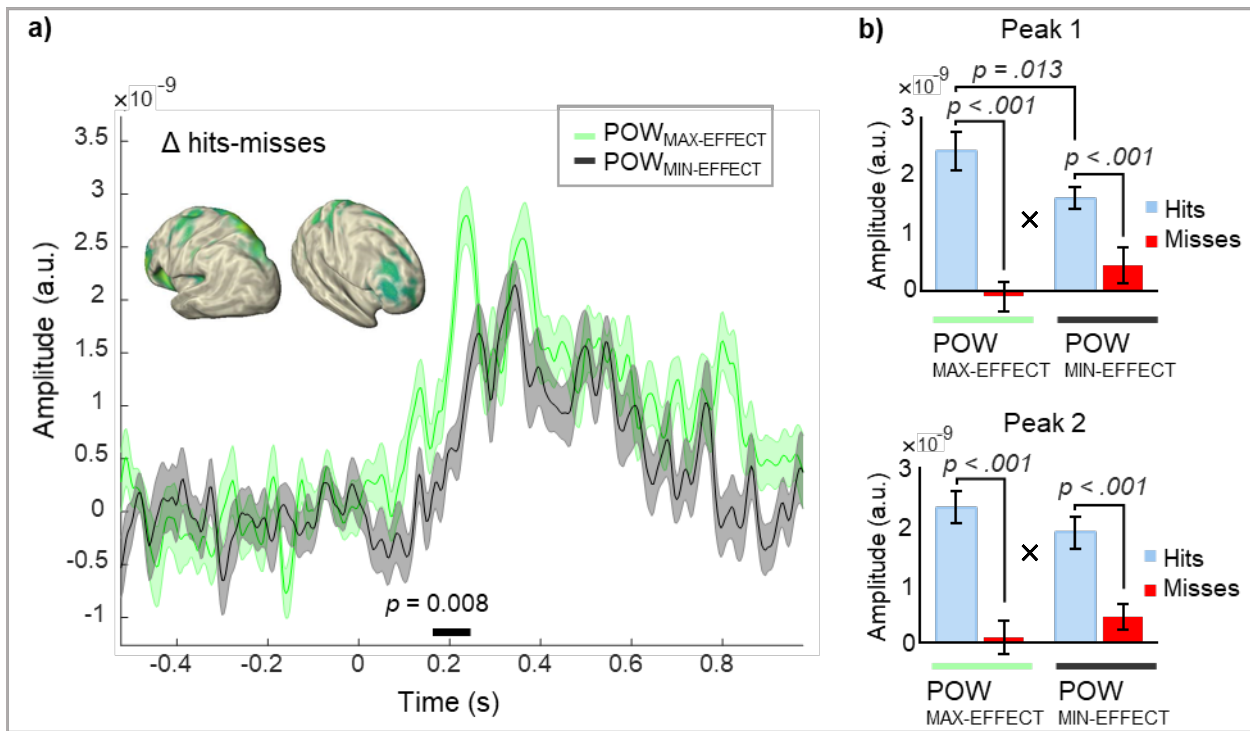 a)
×10⁻⁹
Δ hits-misses
POW MAX-EFFECT
POW MIN-EFFECT
3.5
3
2.5
2
1.5
1
0.5
0
-0.5
-1
Amplitude (a.u.)
p = 0.008
-0.4 -0.2 0 0.2 0.4 0.6 0.8
Time (s)
b)
Peak 1
×10⁻⁹
p = .013
p < .001
p < .001
3
2
1
0
Amplitude (a.u.)
×
Hits
Misses
POW POW
MAX-EFFECT MIN-EFFECT
Peak 2
×10⁻⁹
p < .001
p < .001
3
2
1
0
Amplitude (a.u.)
×
Hits
Misses
POW POW
MAX-EFFECT MIN-EFFECT